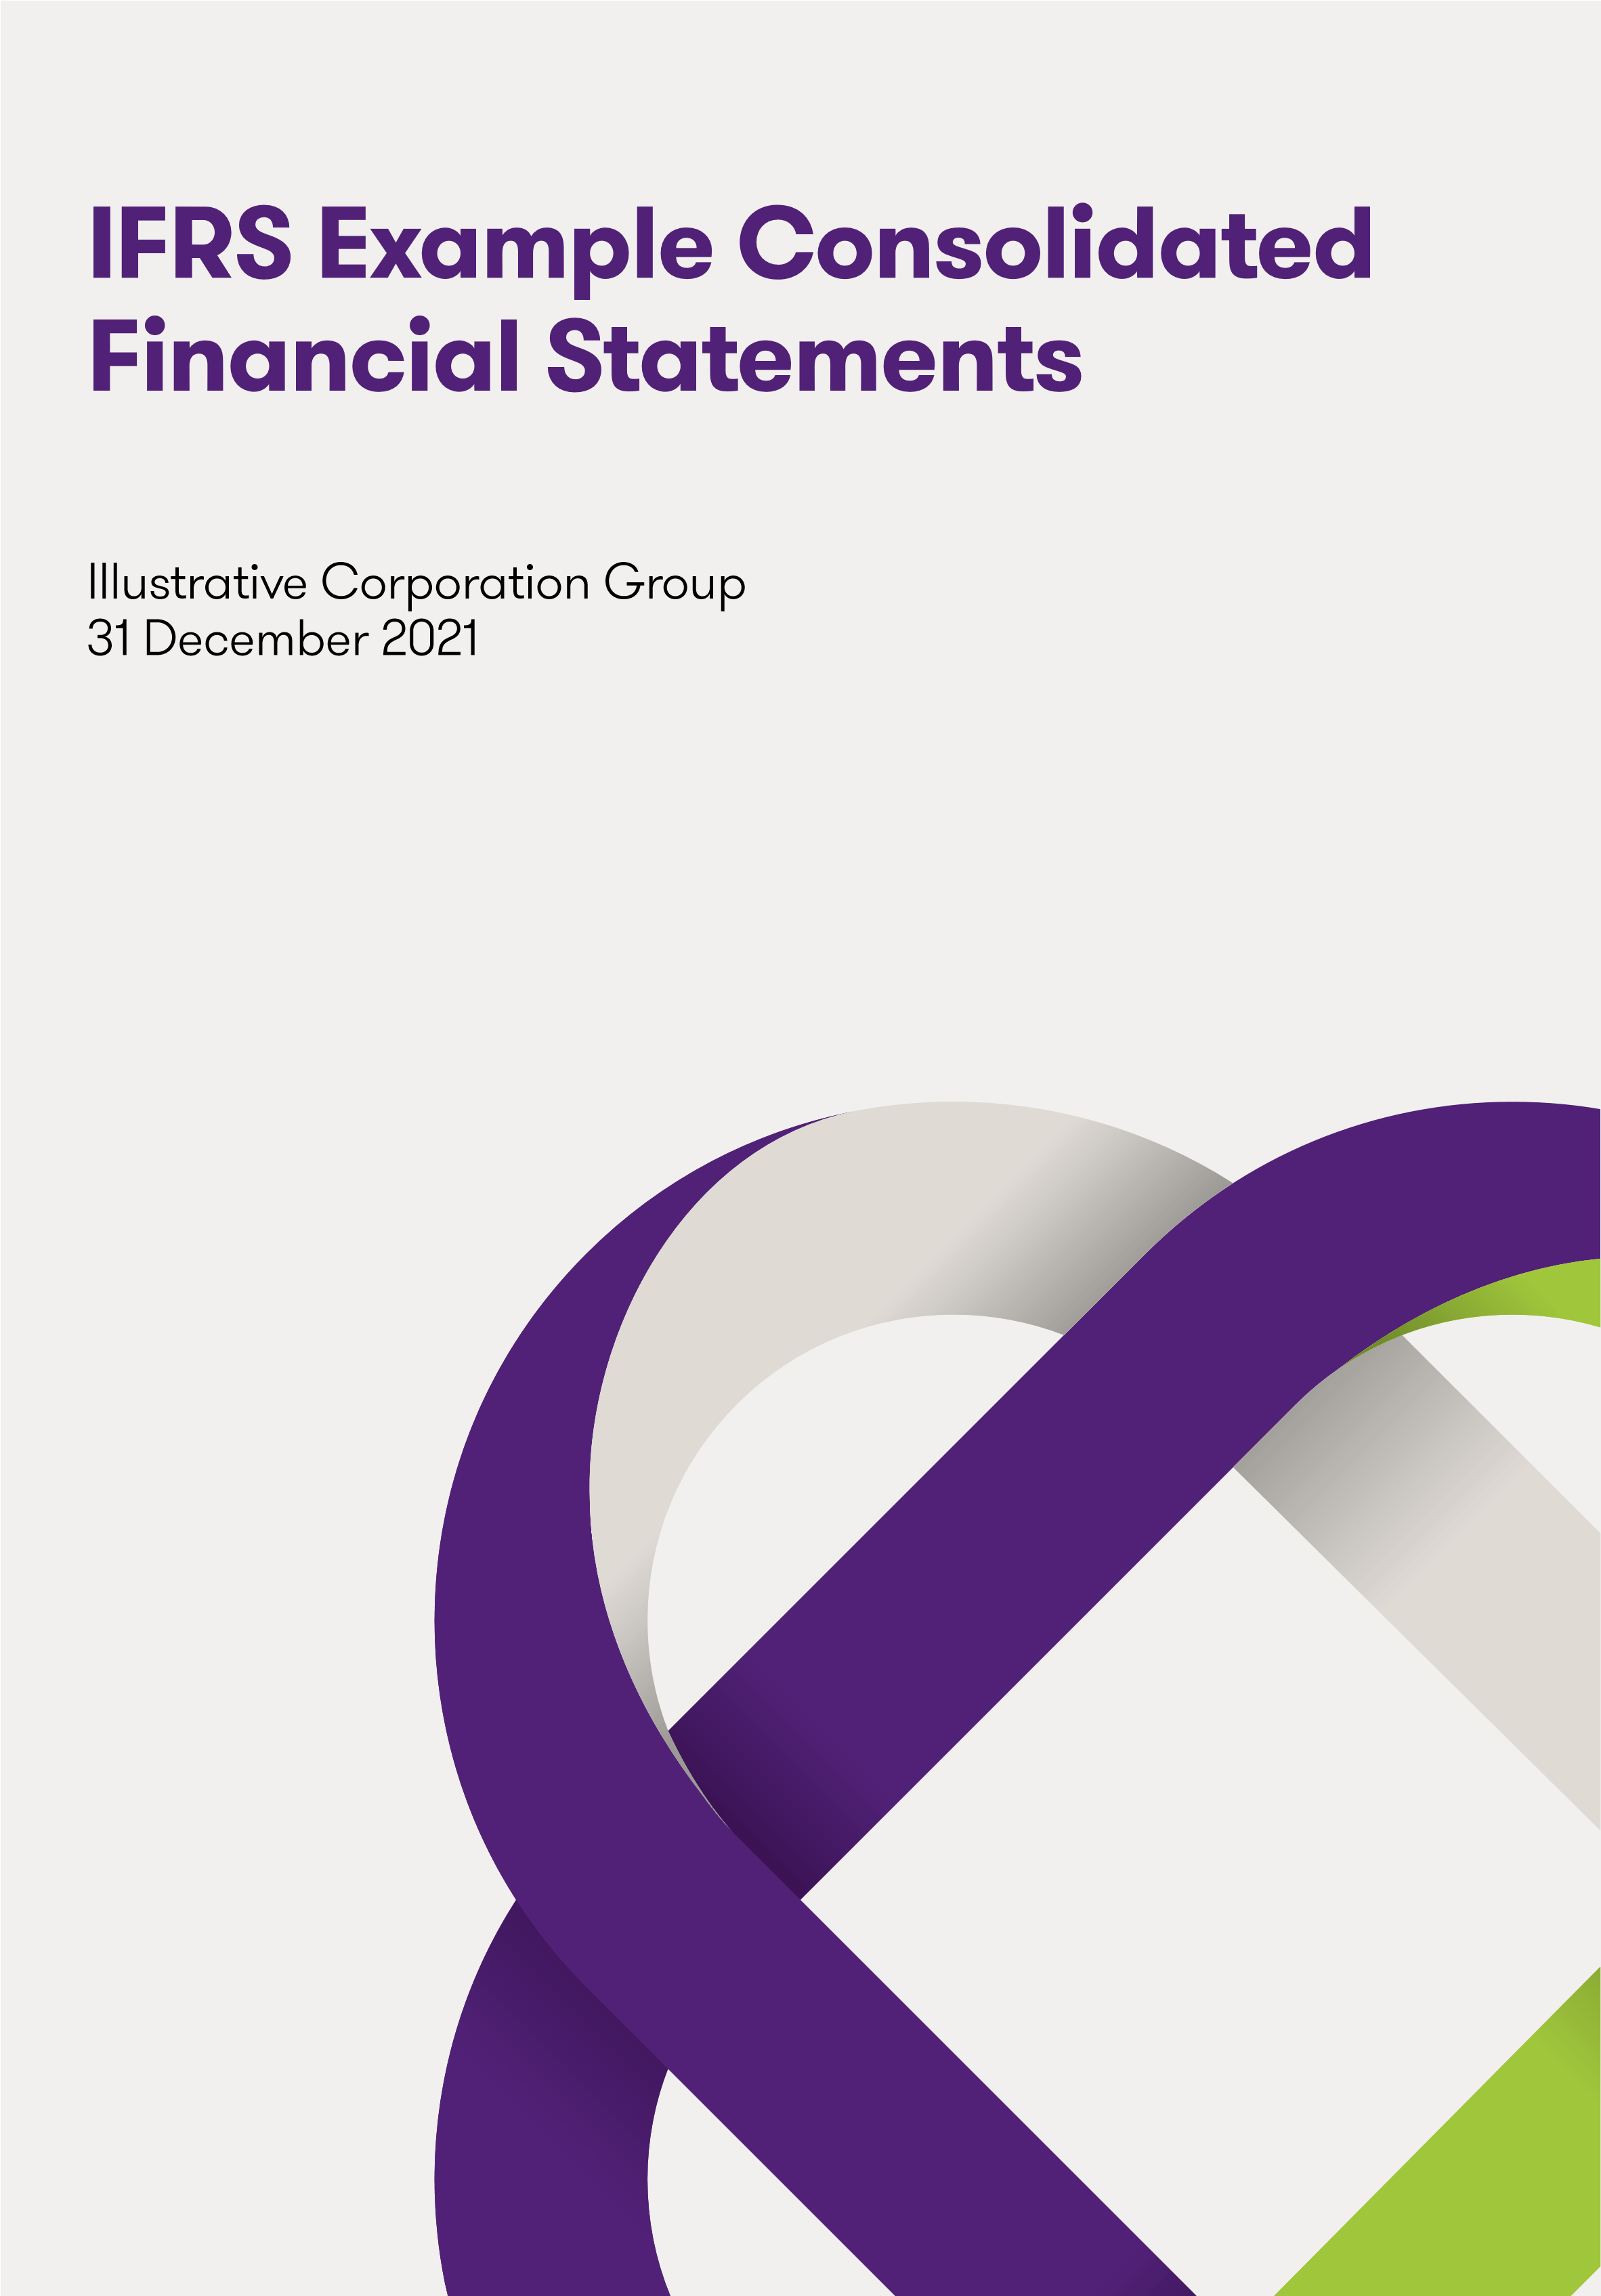 IFRS Example Consolidated
Financial Statements
Illustrative Corporation Group
31 December 2021